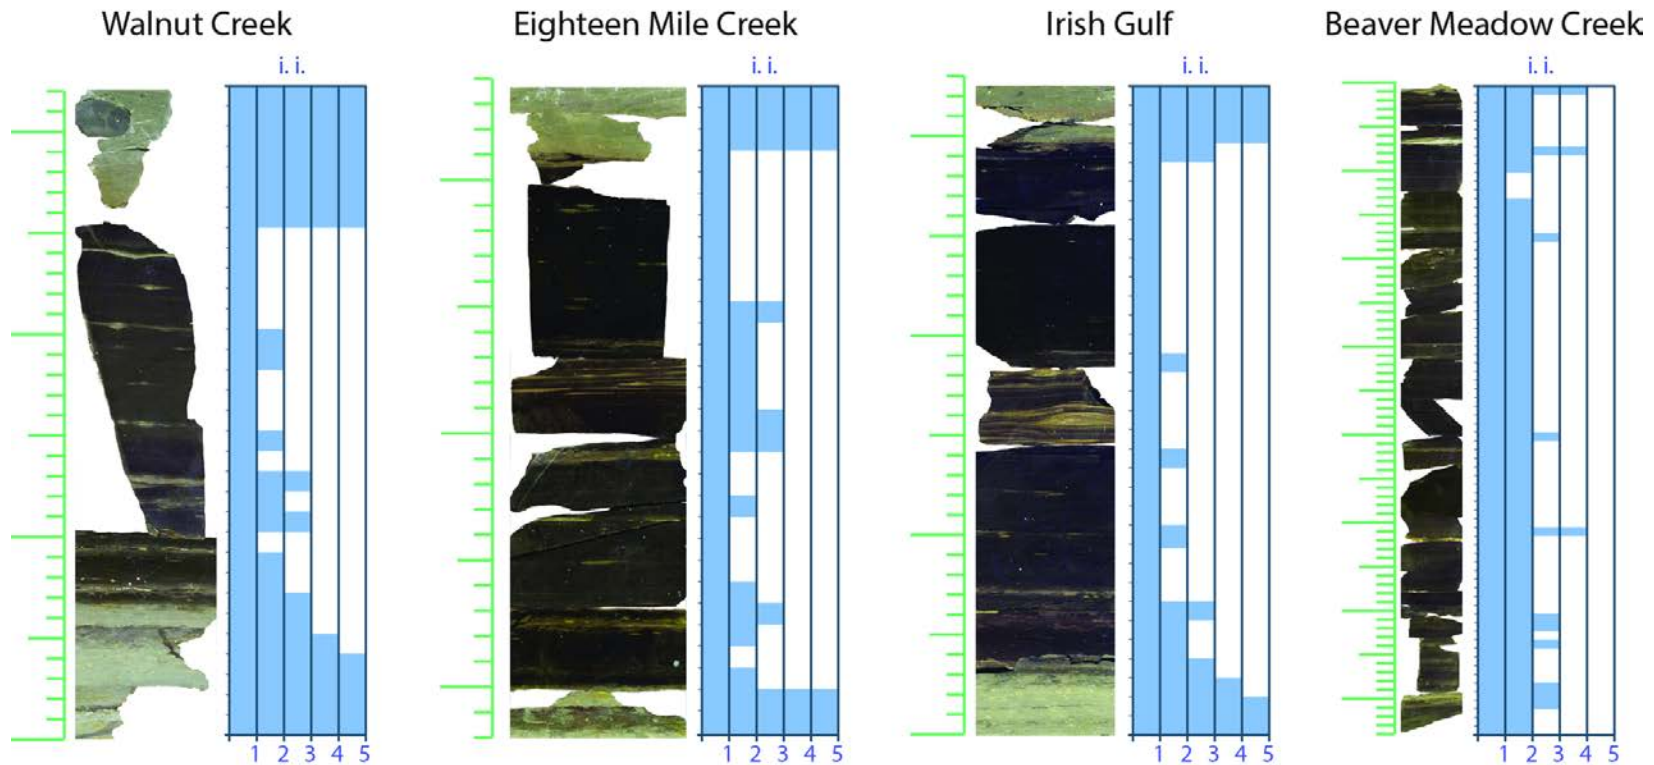 Walnut Creek
Eighteen Mile Creek
Irish Gulf
Beaver Meadow Creek
i. i.
i. i.
i. i.
i. i.
1 2 3 4 5
1 2 3 4 5
1 2 3 4 5
1 2 3 4 5